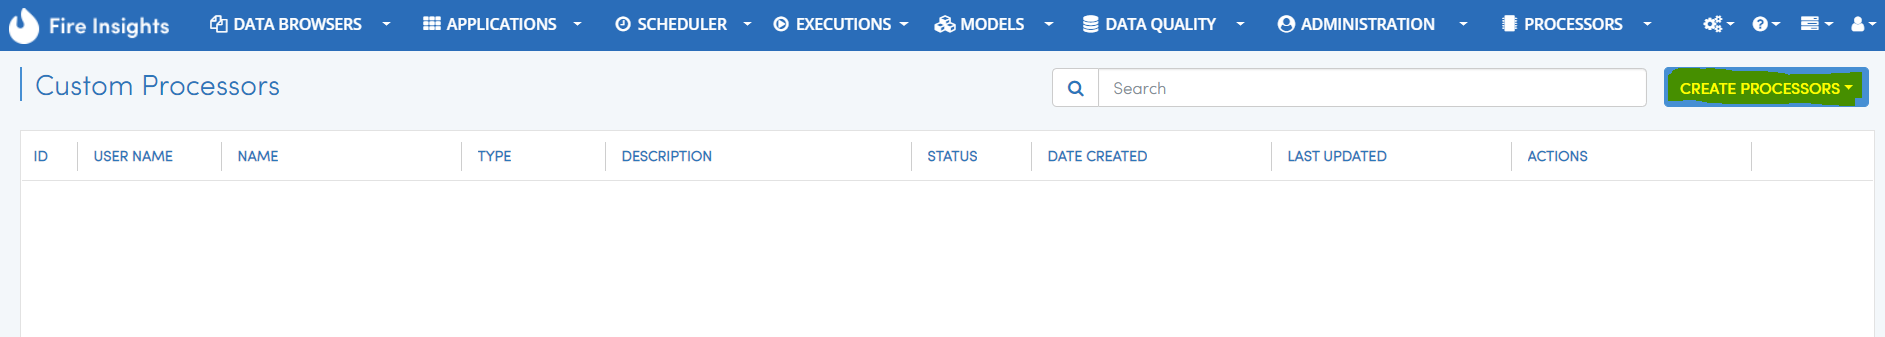 Fire Insights DATA BROWSERS APPLICATIONS SCHEDULER EXECUTIONS MODELS DATA QUALITY ADMINISTRATION PROCESSORS
Custom Processors Search CREATE PROCESSORS
ID USER NAME NAME TYPE DESCRIPTION STATUS DATE CREATED LAST UPDATED ACTIONS